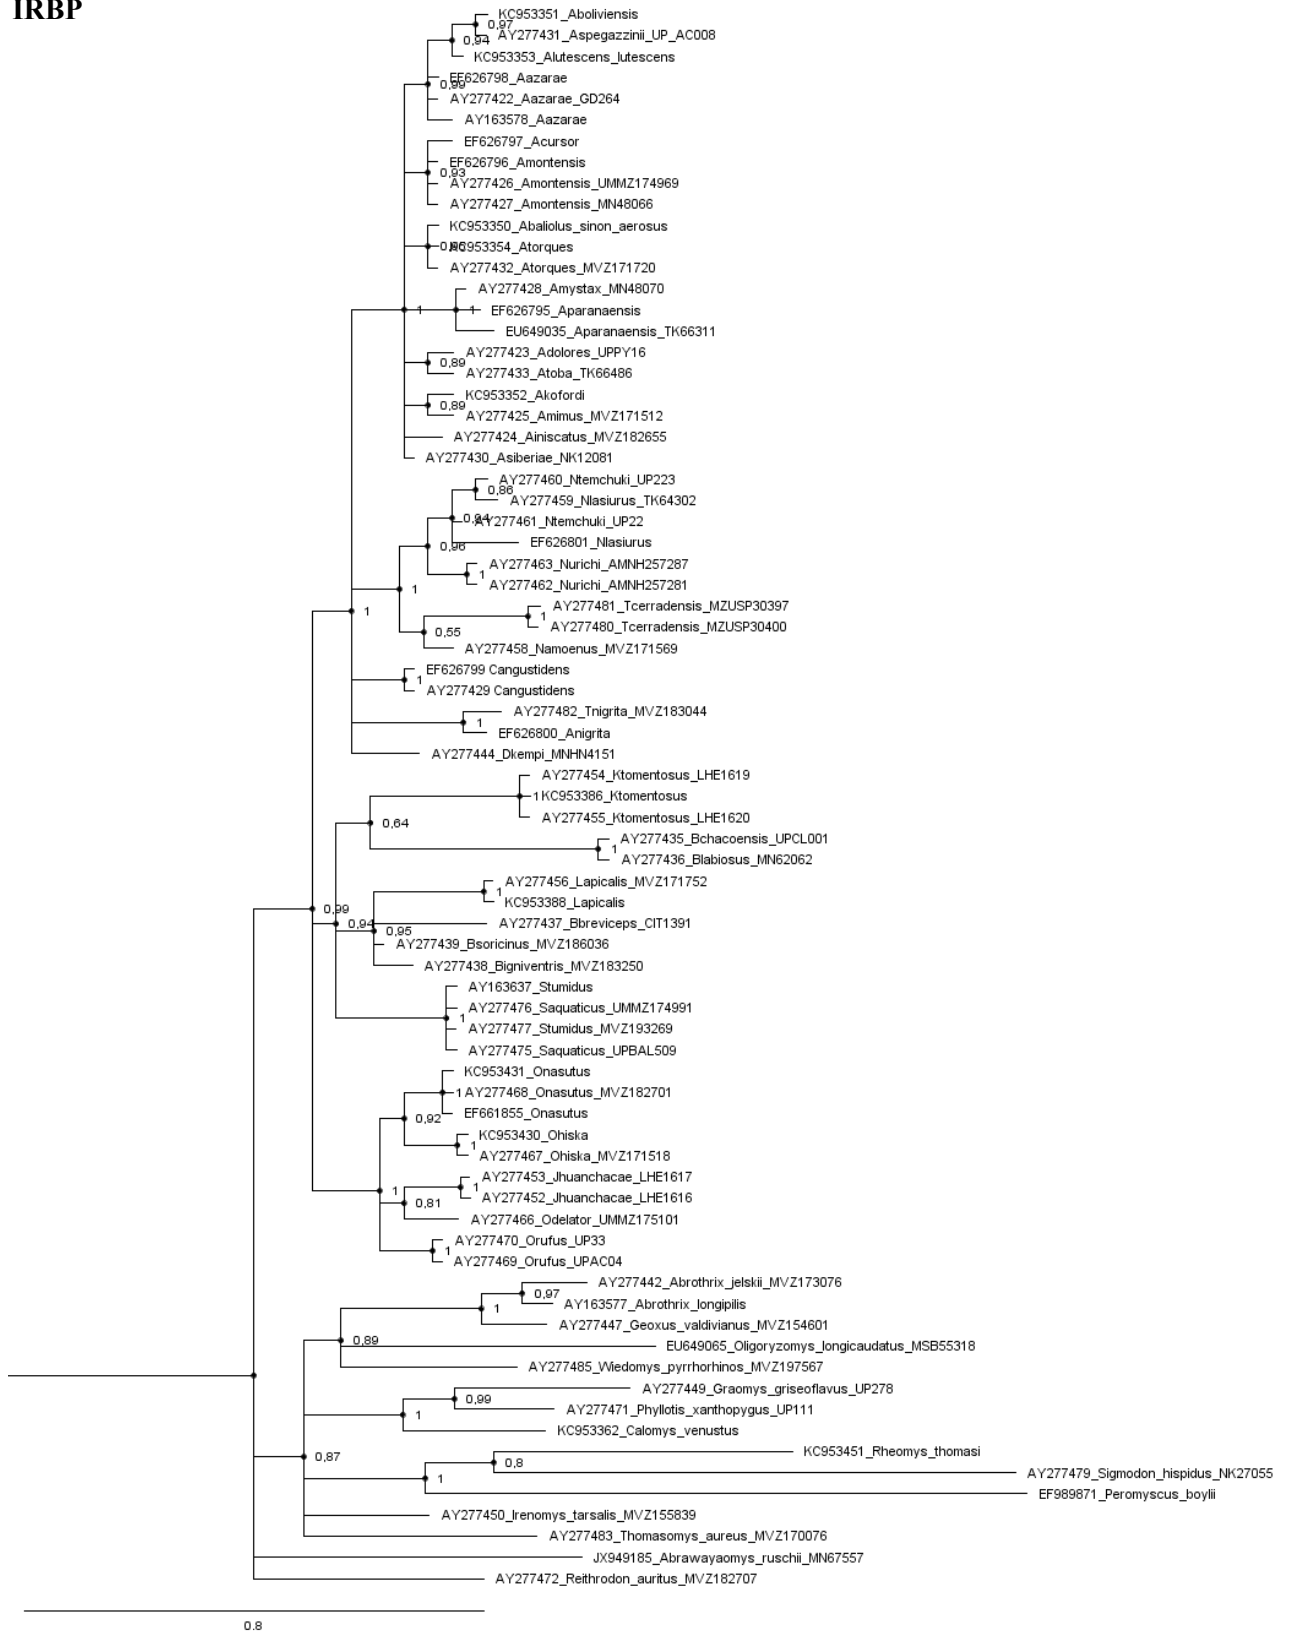 IRBP
KC953351_Aboliviensis
0,97
AY277431_Aspegazzinii_UP_AC008
0,94
KC953353_Alutescens_lutescens
EF626798_Aazarae
0,99
AY277422_Aazarae_GD264
AY163578_Aazarae
EF626797_Acursor
EF626796_Amontensis
0,93
AY277426_Amontensis_UMMZ174969
AY277427_Amontensis_MN48066
KC953350_Abaliolus_sinon_aerosus
KC953354_Atorques
AY277432_Atorques_MVZ171720
AY277428_Amystax_MN48070
1
1
EF626795_Aparanaensis
EU649035_Aparanaensis_TK66311
AY277423_Adolores_UPPY16
0,89
AY277433_Atoba_TK66486
KC953352_Akofordi
0,89
AY277425_Amimus_MVZ171512
AY277424_Ainiscatus_MVZ182655
AY277430_Asiberiae_NK12081
AY277460_Ntemchuki_UP223
0,86
AY277459_Nlasiurus_TK64302
0,94
AY277461_Ntemchuki_UP22
EF626801_Nlasiurus
0,96
AY277463_Nurichi_AMNH257287
1
AY277462_Nurichi_AMNH257281
1
AY277481_Tcerradensis_MZUSP30397
1
1
AY277480_Tcerradensis_MZUSP30400
0,55
AY277458_Namoenus_MVZ171569
EF626799 Cangustidens
1
AY277429 Cangustidens
AY277482_Tnigrita_MVZ183044
1
EF626800_Anigrita
AY277444_Dkempi_MNHN4151
AY277454_Ktomentosus_LHE1619
1
KC953386_Ktomentosus
AY277455_Ktomentosus_LHE1620
0,64
AY277435_Bchacoensis_UPCL001
1
AY277436_Blabiosus_MN62062
AY277456_Lapicalis_MVZ171752
1
KC953388_Lapicalis
0,99
AY277437_Bbreviceps_CIT1391
0,94
0,95
AY277439_Bsoricinus_MVZ186036
AY277438_Bigniventris_MVZ183250
AY163637_Stumidus
AY277476_Saquaticus_UMMZ174991
1
AY277477_Stumidus_MVZ193269
AY277475_Saquaticus_UPBAL509
KC953431_Onasutus
1
AY277468_Onasutus_MVZ182701
EF661855_Onasutus
0,92
KC953430_Ohiska
1
AY277467_Ohiska_MVZ171518
AY277453_Jhuanchacae_LHE1617
1
1
AY277452_Jhuanchacae_LHE1616
0,81
AY277466_Odelator_UMMZ175101
AY277470_Orufus_UP33
1
AY277469_Orufus_UPAC04
AY277442_Abrothrix_jelskii_MVZ173076
0,97
AY163577_Abrothrix_longipilis
1
AY277447_Geoxus_valdivianus_MVZ154601
0,89
EU649065_Oligoryzomys_longicaudatus_MSB55318
AY277485_Wiedomys_pyrrhorhinos_MVZ197567
AY277449_Graomys_griseoflavus_UP278
0,99
AY277471_Phyllotis_xanthopygus_UP111
1
KC953362_Calomys_venustus
KC953451_Rheomys_thomasi
0,87
0,8
AY277479_Sigmodon_hispidus_NK27055
1
EF989871_Peromyscus_boylii
AY277450_Irenomys_tarsalis_MVZ155839
AY277483_Thomasomys_aureus_MVZ170076
JX949185_Abrawayaomys_ruschii_MN67557
AY277472_Reithrodon_auritus_MVZ182707
0.8